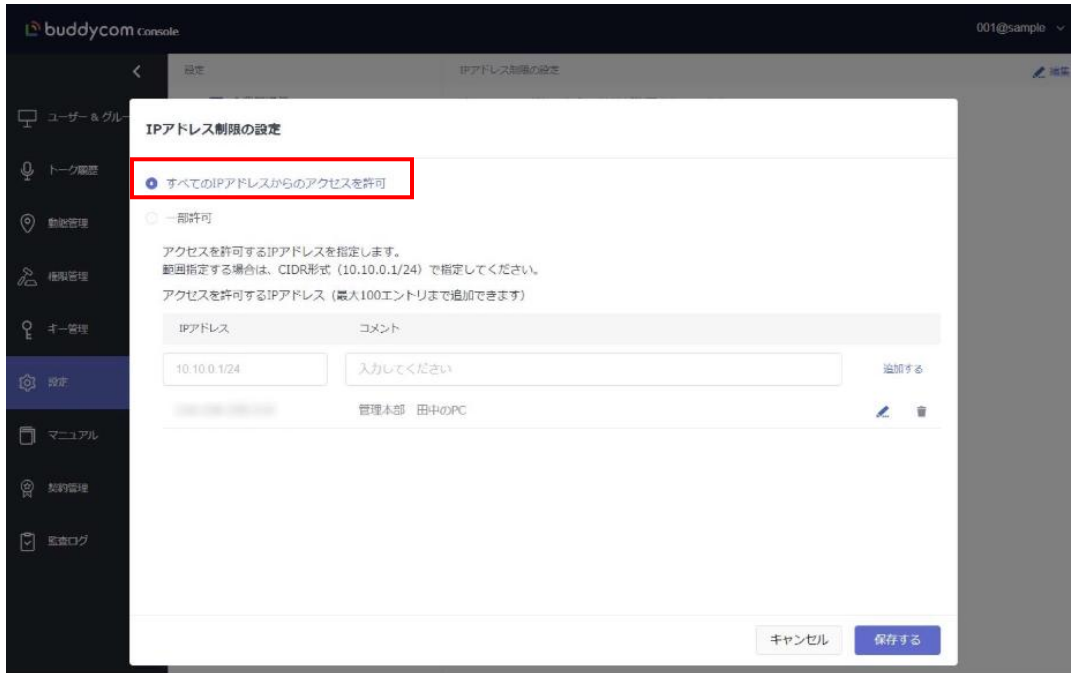 buddycom Console
001@sample
設定
IPアドレス制限の設定
編集
ユーザー＆グルー
トーク履歴
動態管理
権限管理
キー管理
設定
マニュアル
契約管理
監査ログ
IPアドレス制限の設定
すべてのIPアドレスからのアクセスを許可
一部許可
アクセスを許可するIPアドレスを指定します。
範囲指定する場合は、CIDR形式（10.10.0.1/24）で指定してください。
アクセスを許可するIPアドレス（最大100エントリまで追加できます）
IPアドレス コメント
10.10.0.1/24 入力してください 追加する
管理本部 田中のPC
キャンセル 保存する